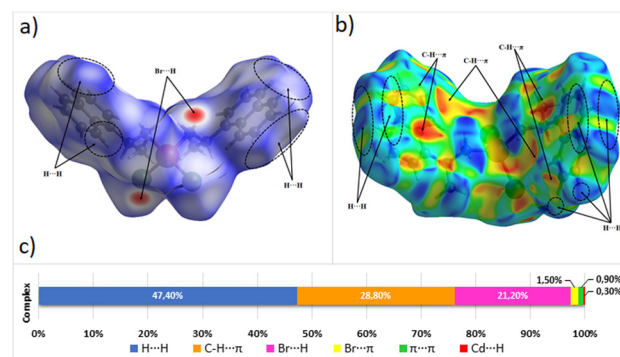 a)
Br···H
H···H
H···H
b)
C-H···π
C-H···π
C-H···π
H···H
H···H
c)
Complex
47,40%
28,80%
21,20%
1,50%
0,90%
0,30%
0% 10% 20% 30% 40% 50% 60% 70% 80% 90% 100%
H···H C-H···π Br···H Br···π π···π Cd···H